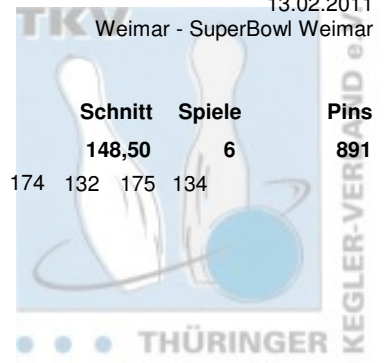 13.02.2011
TKV
Weimar - SuperBowl Weimar
Schnitt Spiele Pins
148,50 6 891
174 132 175 134
THÜRINGER
KEGLER-VERBAND e.V.